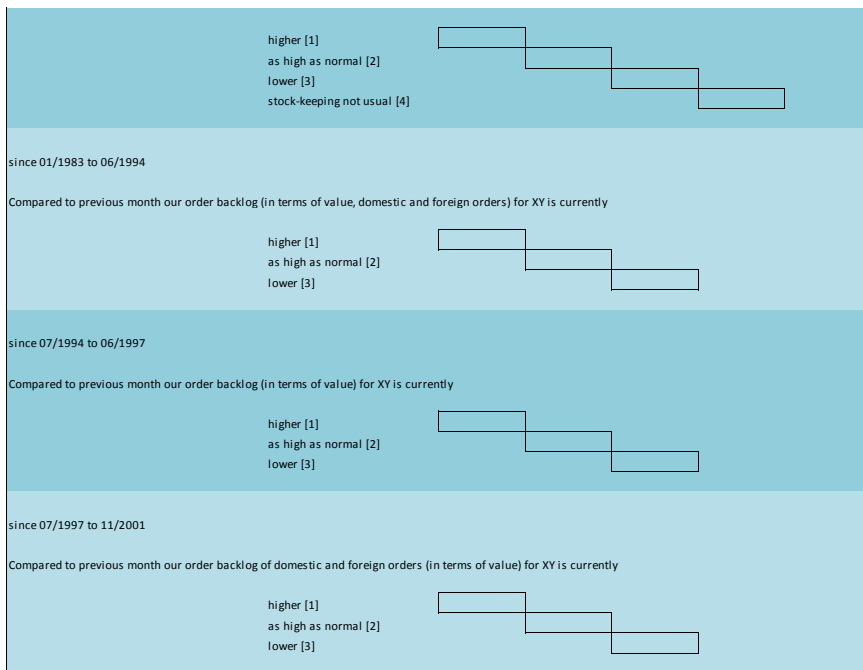 higher [1]
as high as normal [2]
lower [3]
stock-keeping not usual [4]
since 01/1983 to 06/1994
Compared to previous month our order backlog (in terms of value, domestic and foreign orders) for XY is currently
higher [1]
as high as normal [2]
lower [3]
since 07/1994 to 06/1997
Compared to previous month our order backlog (in terms of value) for XY is currently
higher [1]
as high as normal [2]
lower [3]
since 07/1997 to 11/2001
Compared to previous month our order backlog of domestic and foreign orders (in terms of value) for XY is currently
higher [1]
as high as normal [2]
lower [3]